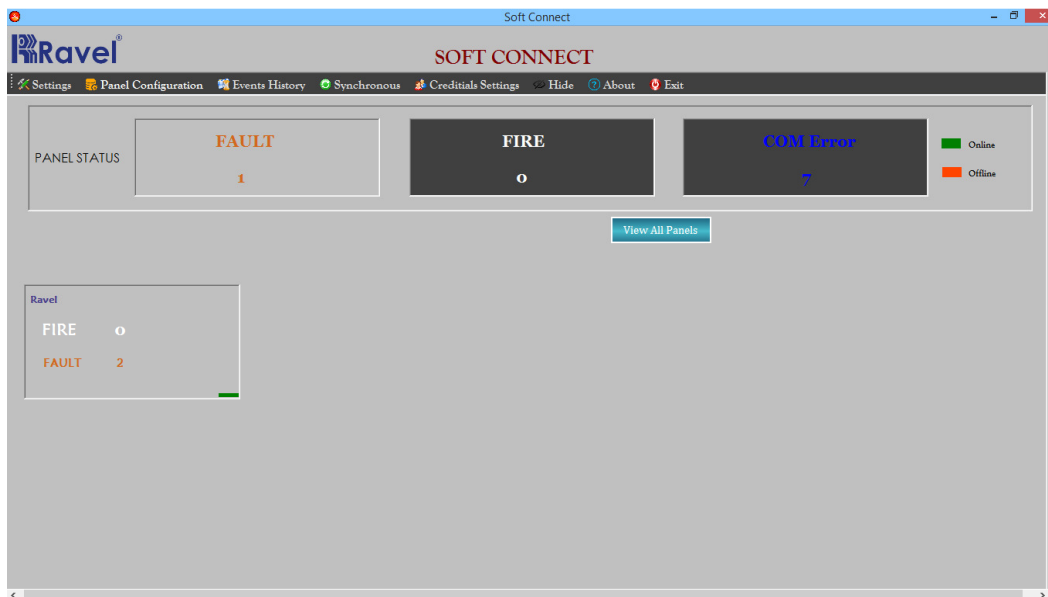 Soft Connect
Ravel®
SOFT CONNECT
Settings Panel Configuration Events History Synchronous Creditials Settings Hide About Exit
PANEL STATUS
FAULT
1
FIRE
0
COM Error
7
Online
Offline
View All Panels
Ravel
FIRE 0
FAULT 2